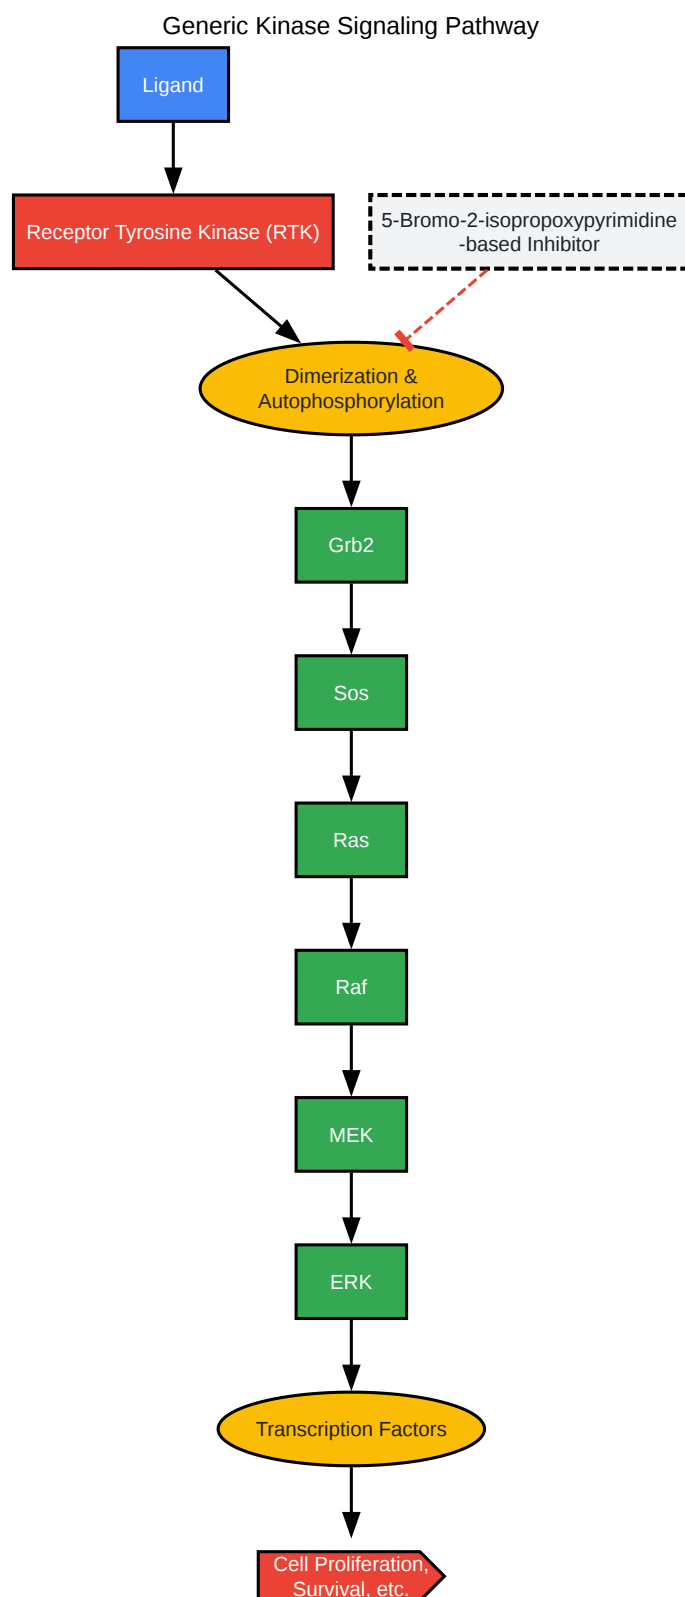 Generic Kinase Signaling Pathway
Ligand
Receptor Tyrosine Kinase (RTK)
5-Bromo-2-isopropoxypyrimidine
-based Inhibitor
Dimerization &
Autophosphorylation
Grb2
Sos
Ras
Raf
MEK
ERK
Transcription Factors
Cell Proliferation,
Survival, etc.